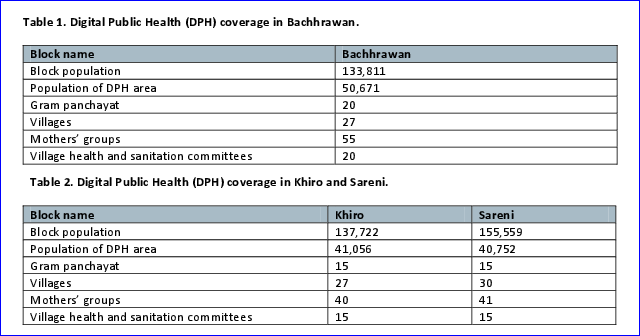 Table 1. Digital Public Health (DPH) coverage in Bachhrawan.
Block name Bachhrawan
Block population 133,811
Population of DPH area 50,671
Gram panchayat 20
Villages 27
Mothers' groups 55
Village health and sanitation committees 20
Table 2. Digital Public Health (DPH) coverage in Khiro and Sareni.
Block name Khiro Sareni
Block population 137,722 155,559
Population of DPH area 41,056 40,752
Gram panchayat 15 15
Villages 27 30
Mothers' groups 40 41
Village health and sanitation committees 15 15